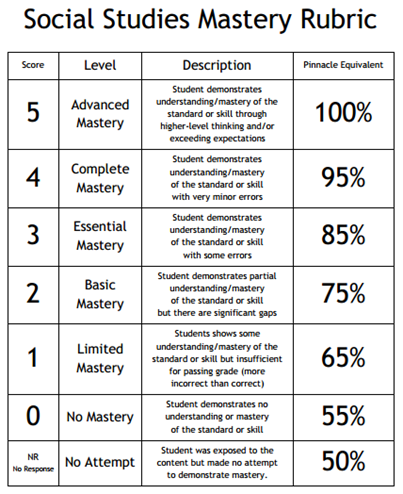 Social Studies Mastery Rubric
Score Level Description Pinnacle Equivalent
5
Advanced
Mastery
Student demonstrates
understanding/mastery of the
standard or skill through
higher-level thinking and/or
exceeding expectations
100%
4
Complete
Mastery
Student demonstrates
understanding/mastery
of the standard or skill
with very minor errors
95%
3
Essential
Mastery
Student demonstrates
understanding/mastery
of the standard or skill
with some errors
85%
2
Basic
Mastery
Student demonstrates partial
understanding/mastery
of the standard or skill
but there are significant gaps
75%
1
Limited
Mastery
Students shows some
understanding/mastery of the
standard or skill but insufficient
for passing grade (more
incorrect than correct)
65%
0
No Mastery
Student demonstrates no
understanding or mastery
of the standard or skill
55%
NR
No Response
No Attempt
Student was exposed to the
content but made no attempt
to demonstrate mastery.
50%